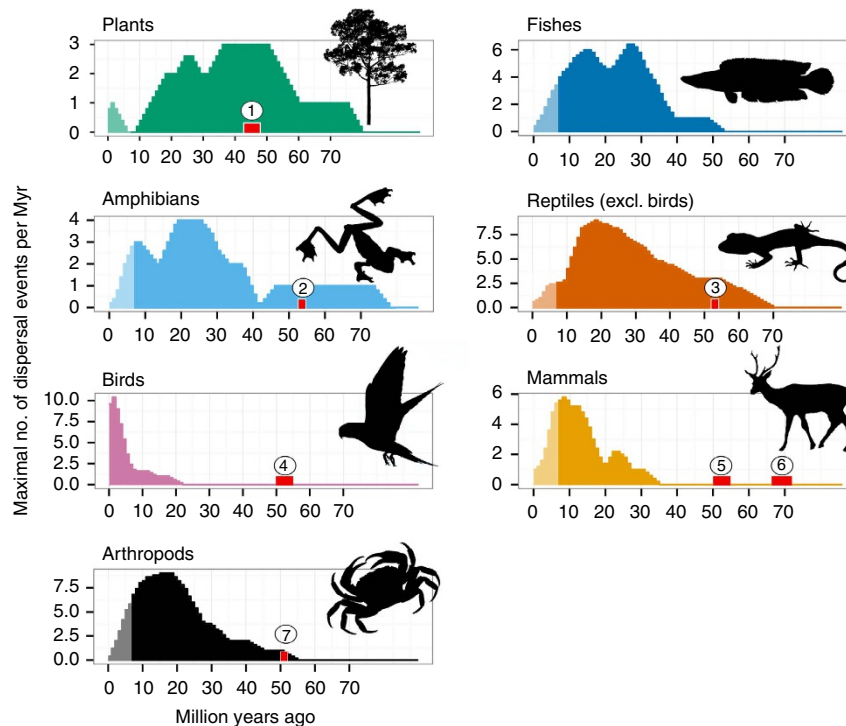 Maximal no. of dispersal events per Myr
Plants
3
2
1
0
1
0 10 20 30 40 50 60 70
Fishes
6
4
2
0
0 10 20 30 40 50 60 70
Amphibians
4
3
2
1
0
2
0 10 20 30 40 50 60 70
Reptiles (excl. birds)
7.5
5.0
2.5
0.0
3
0 10 20 30 40 50 60 70
Birds
10.0
7.5
5.0
2.5
0.0
4
0 10 20 30 40 50 60 70
Mammals
6
4
2
0
5 6
0 10 20 30 40 50 60 70
Arthropods
7.5
5.0
2.5
0.0
7
0 10 20 30 40 50 60 70
Million years ago